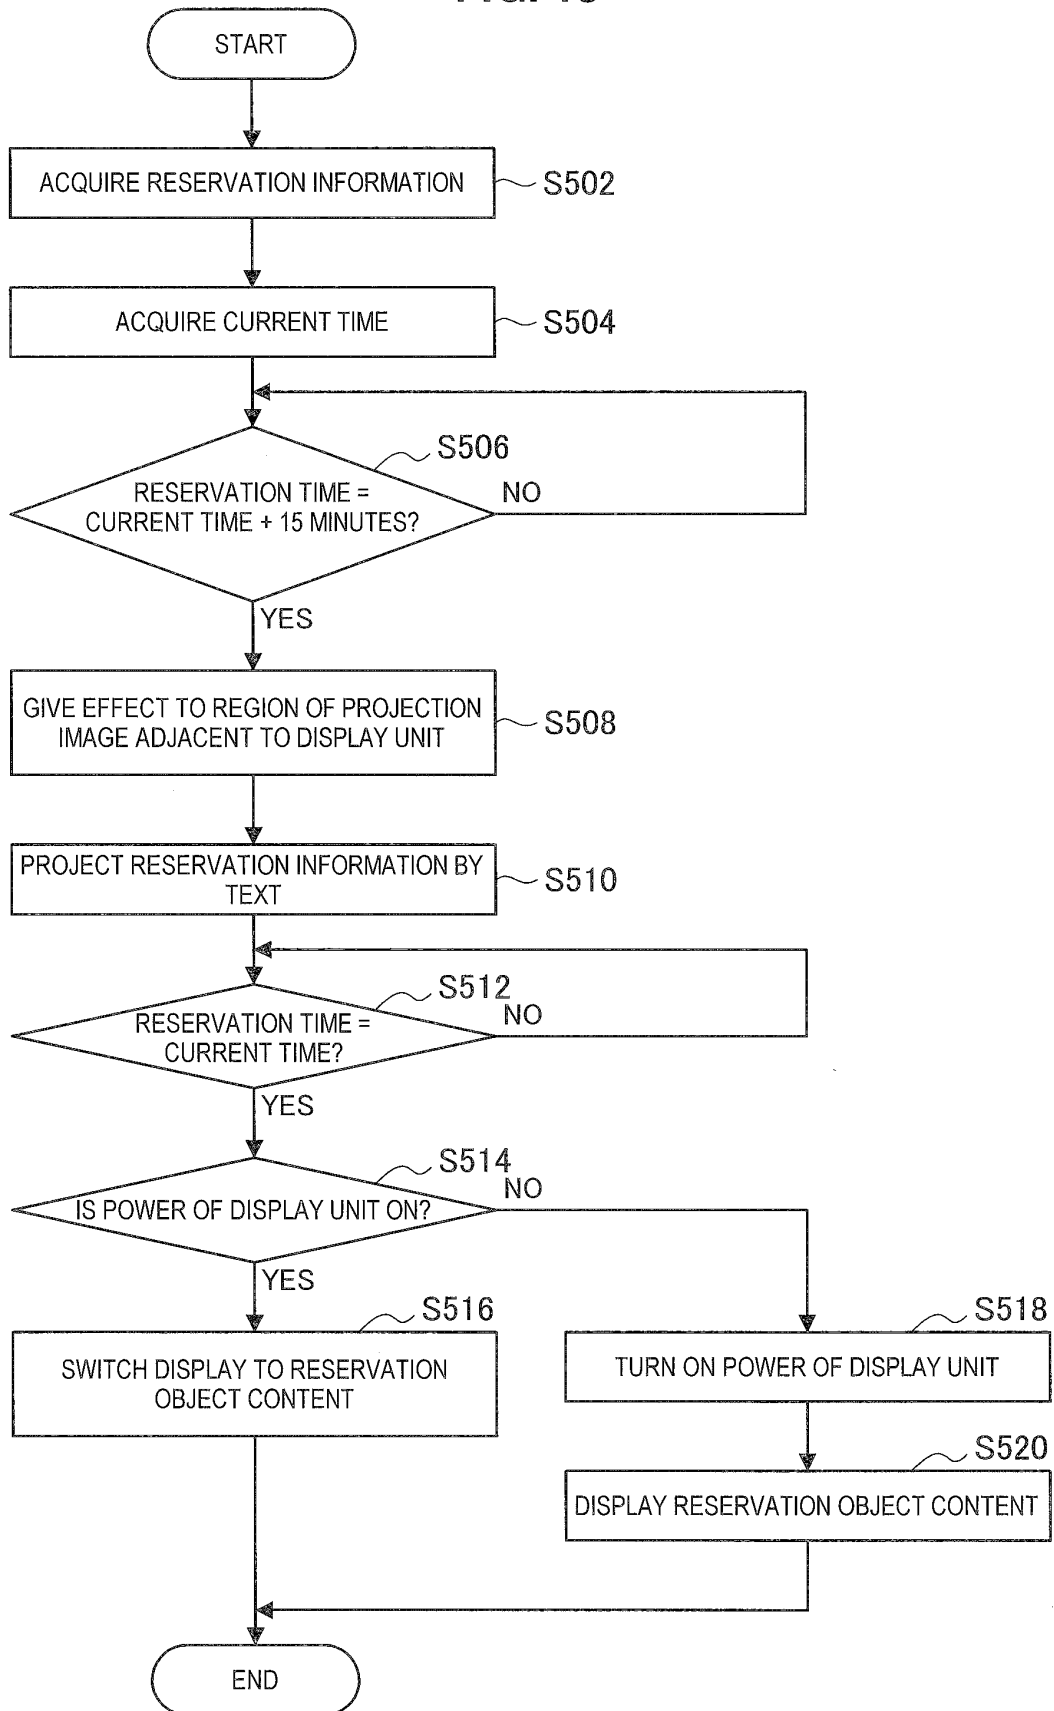 START
ACQUIRE RESERVATION INFORMATION
S502
ACQUIRE CURRENT TIME
S504
S506
RESERVATION TIME =
CURRENT TIME + 15 MINUTES?
NO
YES
GIVE EFFECT TO REGION OF PROJECTION
IMAGE ADJACENT TO DISPLAY UNIT
S508
PROJECT RESERVATION INFORMATION BY
TEXT
S510
S512
RESERVATION TIME =
CURRENT TIME?
NO
YES
S514
IS POWER OF DISPLAY UNIT ON?
NO
YES
S516
SWITCH DISPLAY TO RESERVATION
OBJECT CONTENT
S518
TURN ON POWER OF DISPLAY UNIT
S520
DISPLAY RESERVATION OBJECT CONTENT
END